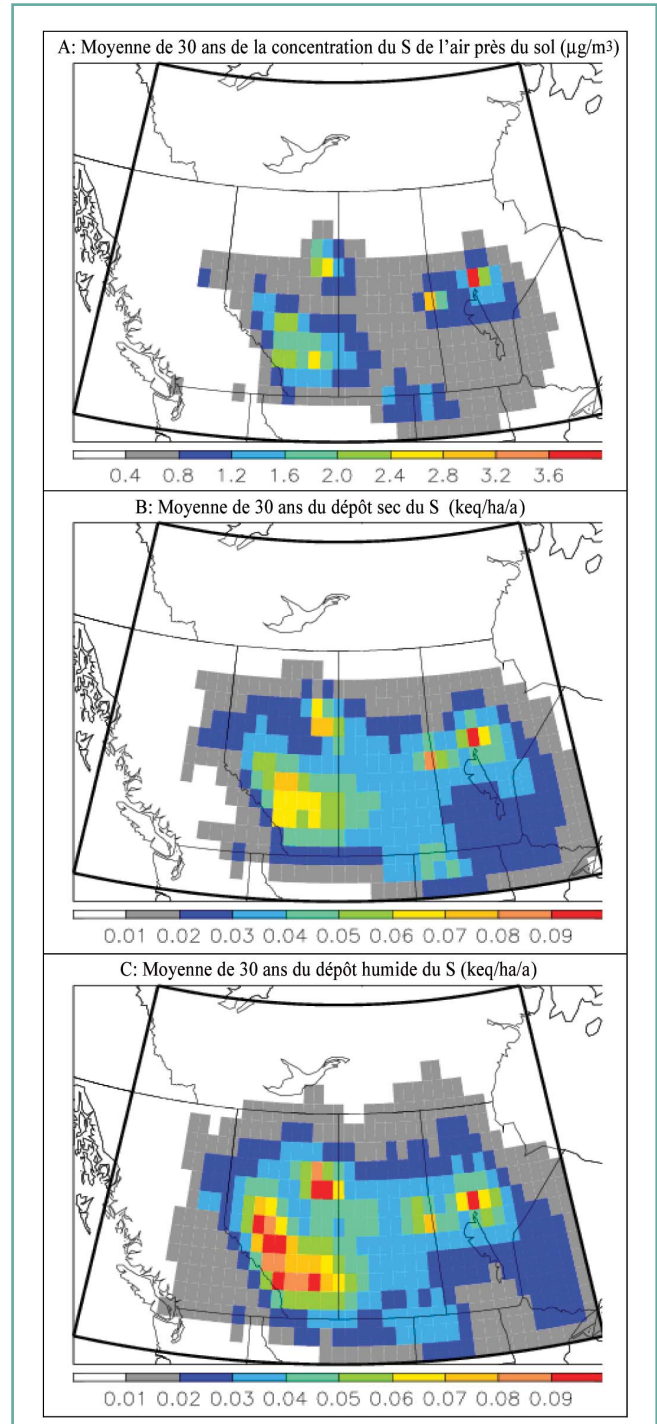 A: Moyenne de 30 ans de la concentration du S de l'air près du sol (µg/m³)
0.4 0.8 1.2 1.6 2.0 2.4 2.8 3.2 3.6
B: Moyenne de 30 ans du dépôt sec du S (keq/ha/a)
0.01 0.02 0.03 0.04 0.05 0.06 0.07 0.08 0.09
C: Moyenne de 30 ans du dépôt humide du S (keq/ha/a)
0.01 0.02 0.03 0.04 0.05 0.06 0.07 0.08 0.09